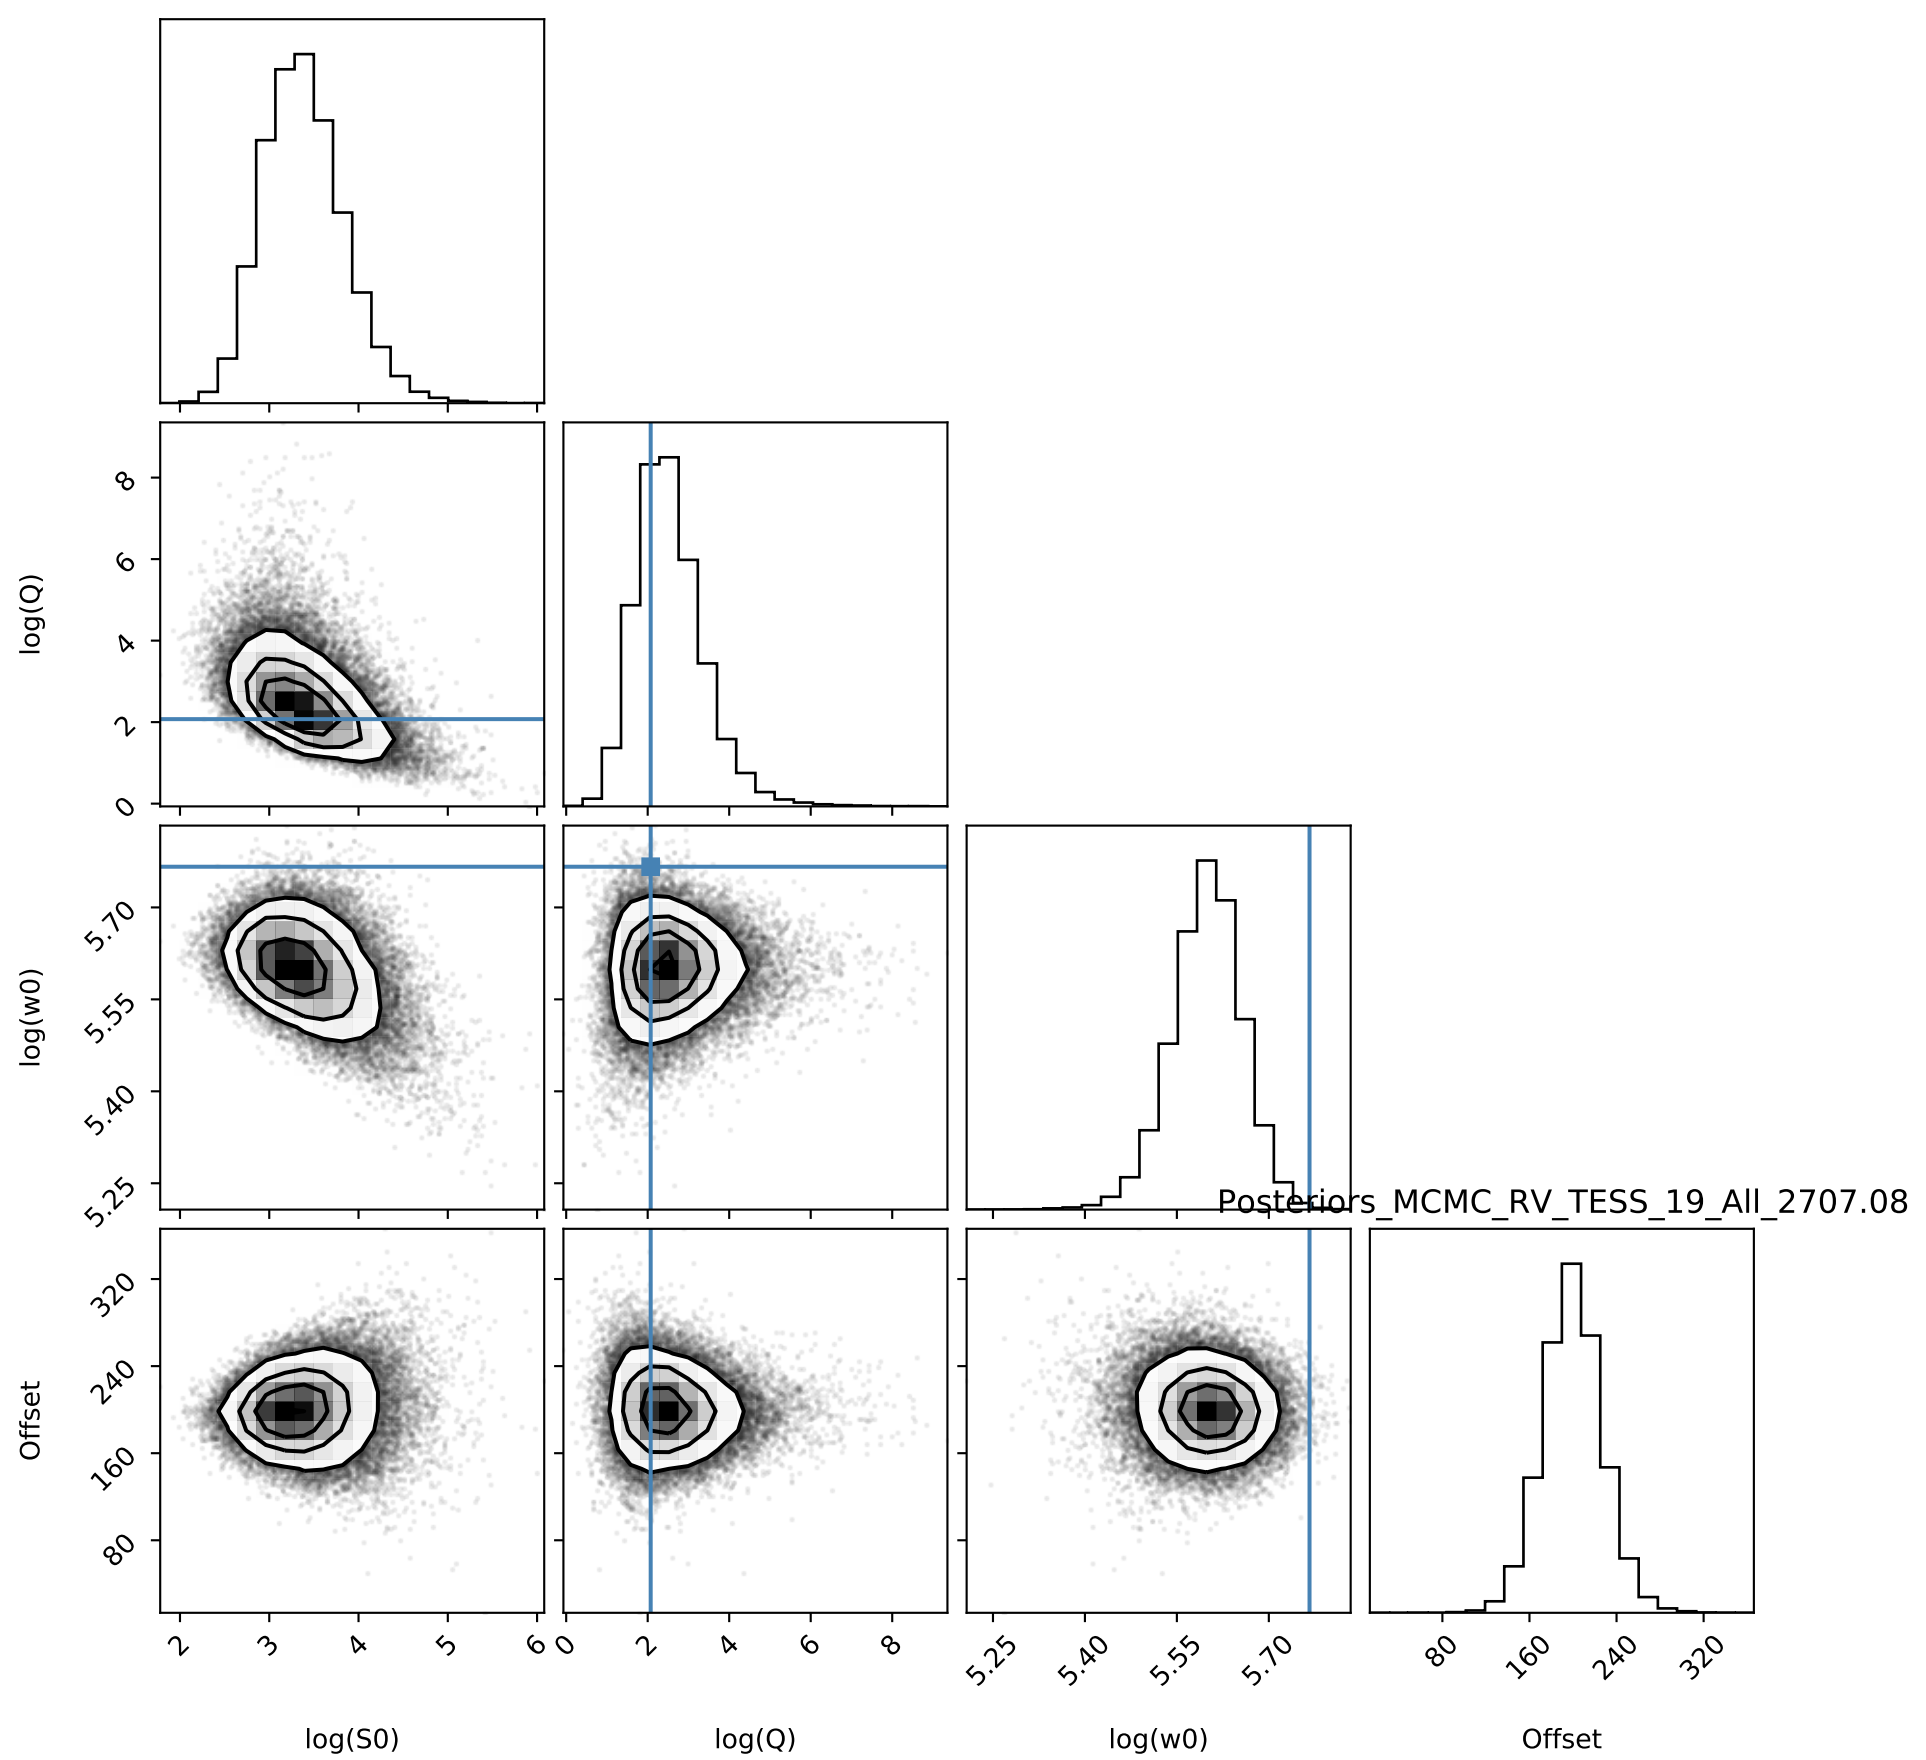 8
6
4
2
0
log(Q)
5.70
5.55
5.40
5.25
log(w0)
Posteriors_MCMC_RV_TESS_19_All_2707.08
320
240
160
80
Offset
2 3 4 5 6 0 2 4 6 8 5.25 5.40 5.55 5.70 80 160 240 320
log(S0) log(Q) log(w0) Offset